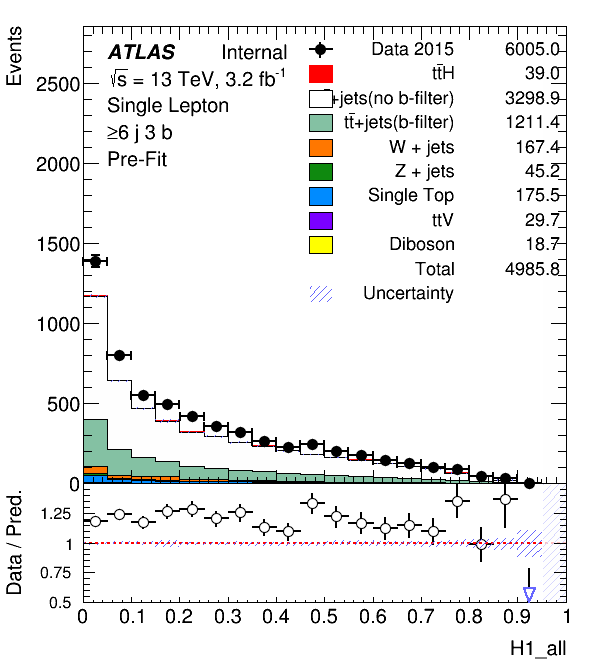 Events
ATLAS Internal
√s = 13 TeV, 3.2 fb⁻¹
Single Lepton
≥6 j 3 b
Pre-Fit
Data 2015 6005.0
tt̄H 39.0
+jets(no b-filter) 3298.9
tt̄+jets(b-filter) 1211.4
W + jets 167.4
Z + jets 45.2
Single Top 175.5
ttV 29.7
Diboson 18.7
Total 4985.8
Uncertainty
2500
2000
1500
1000
500
0
Data / Pred.
1.25
1
0.75
0.5
0 0.1 0.2 0.3 0.4 0.5 0.6 0.7 0.8 0.9 1
H1_all